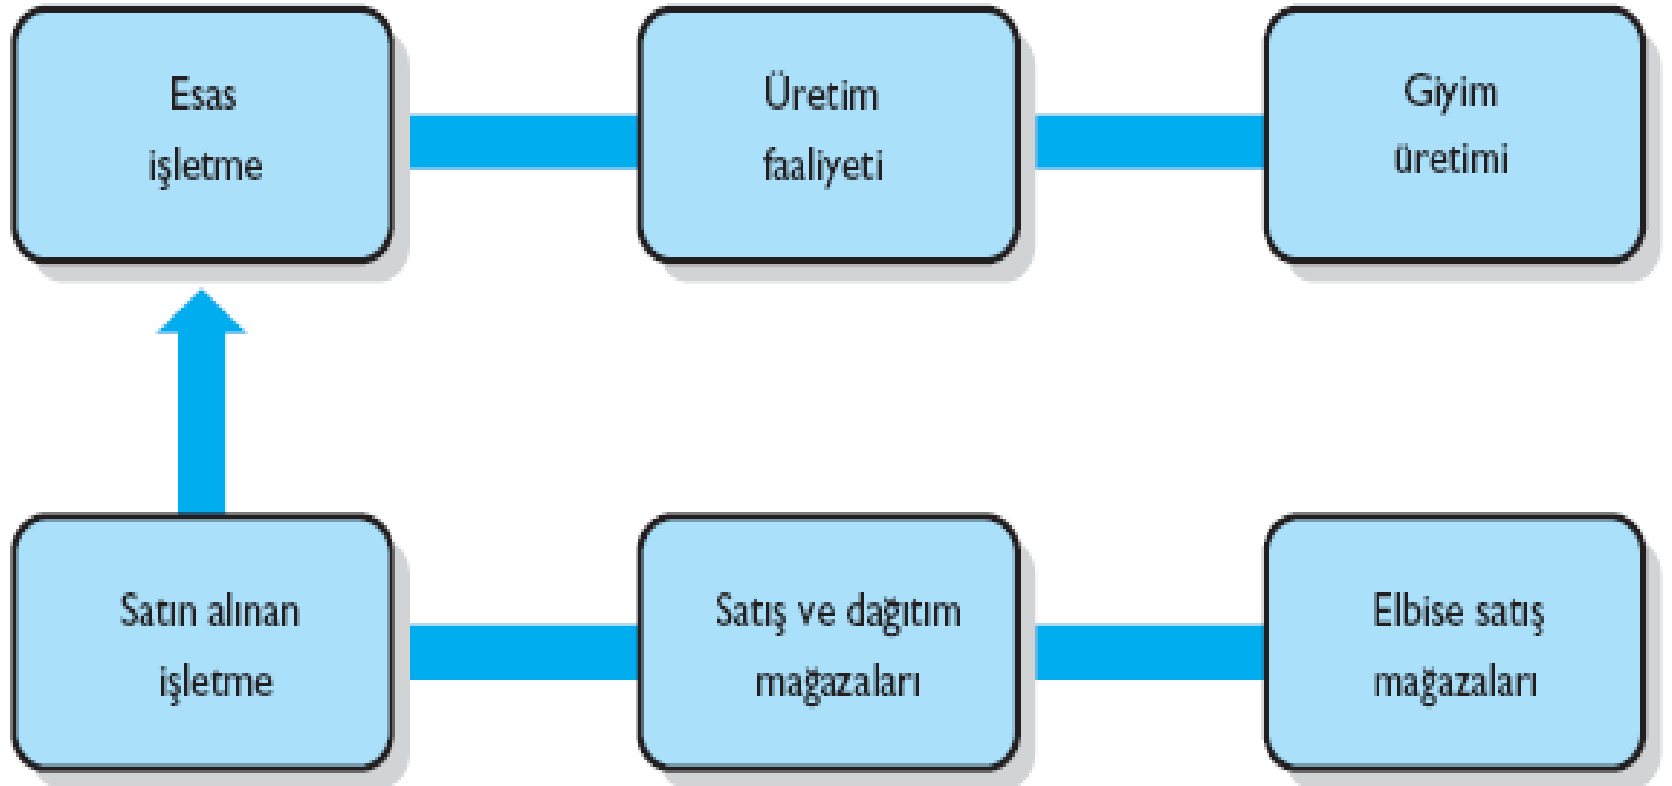 Esas
işletme
Üretim
faaliyeti
Giyim
üretimi
Satın alınan
işletme
Satış ve dağıtım
mağazaları
Elbise satış
mağazaları